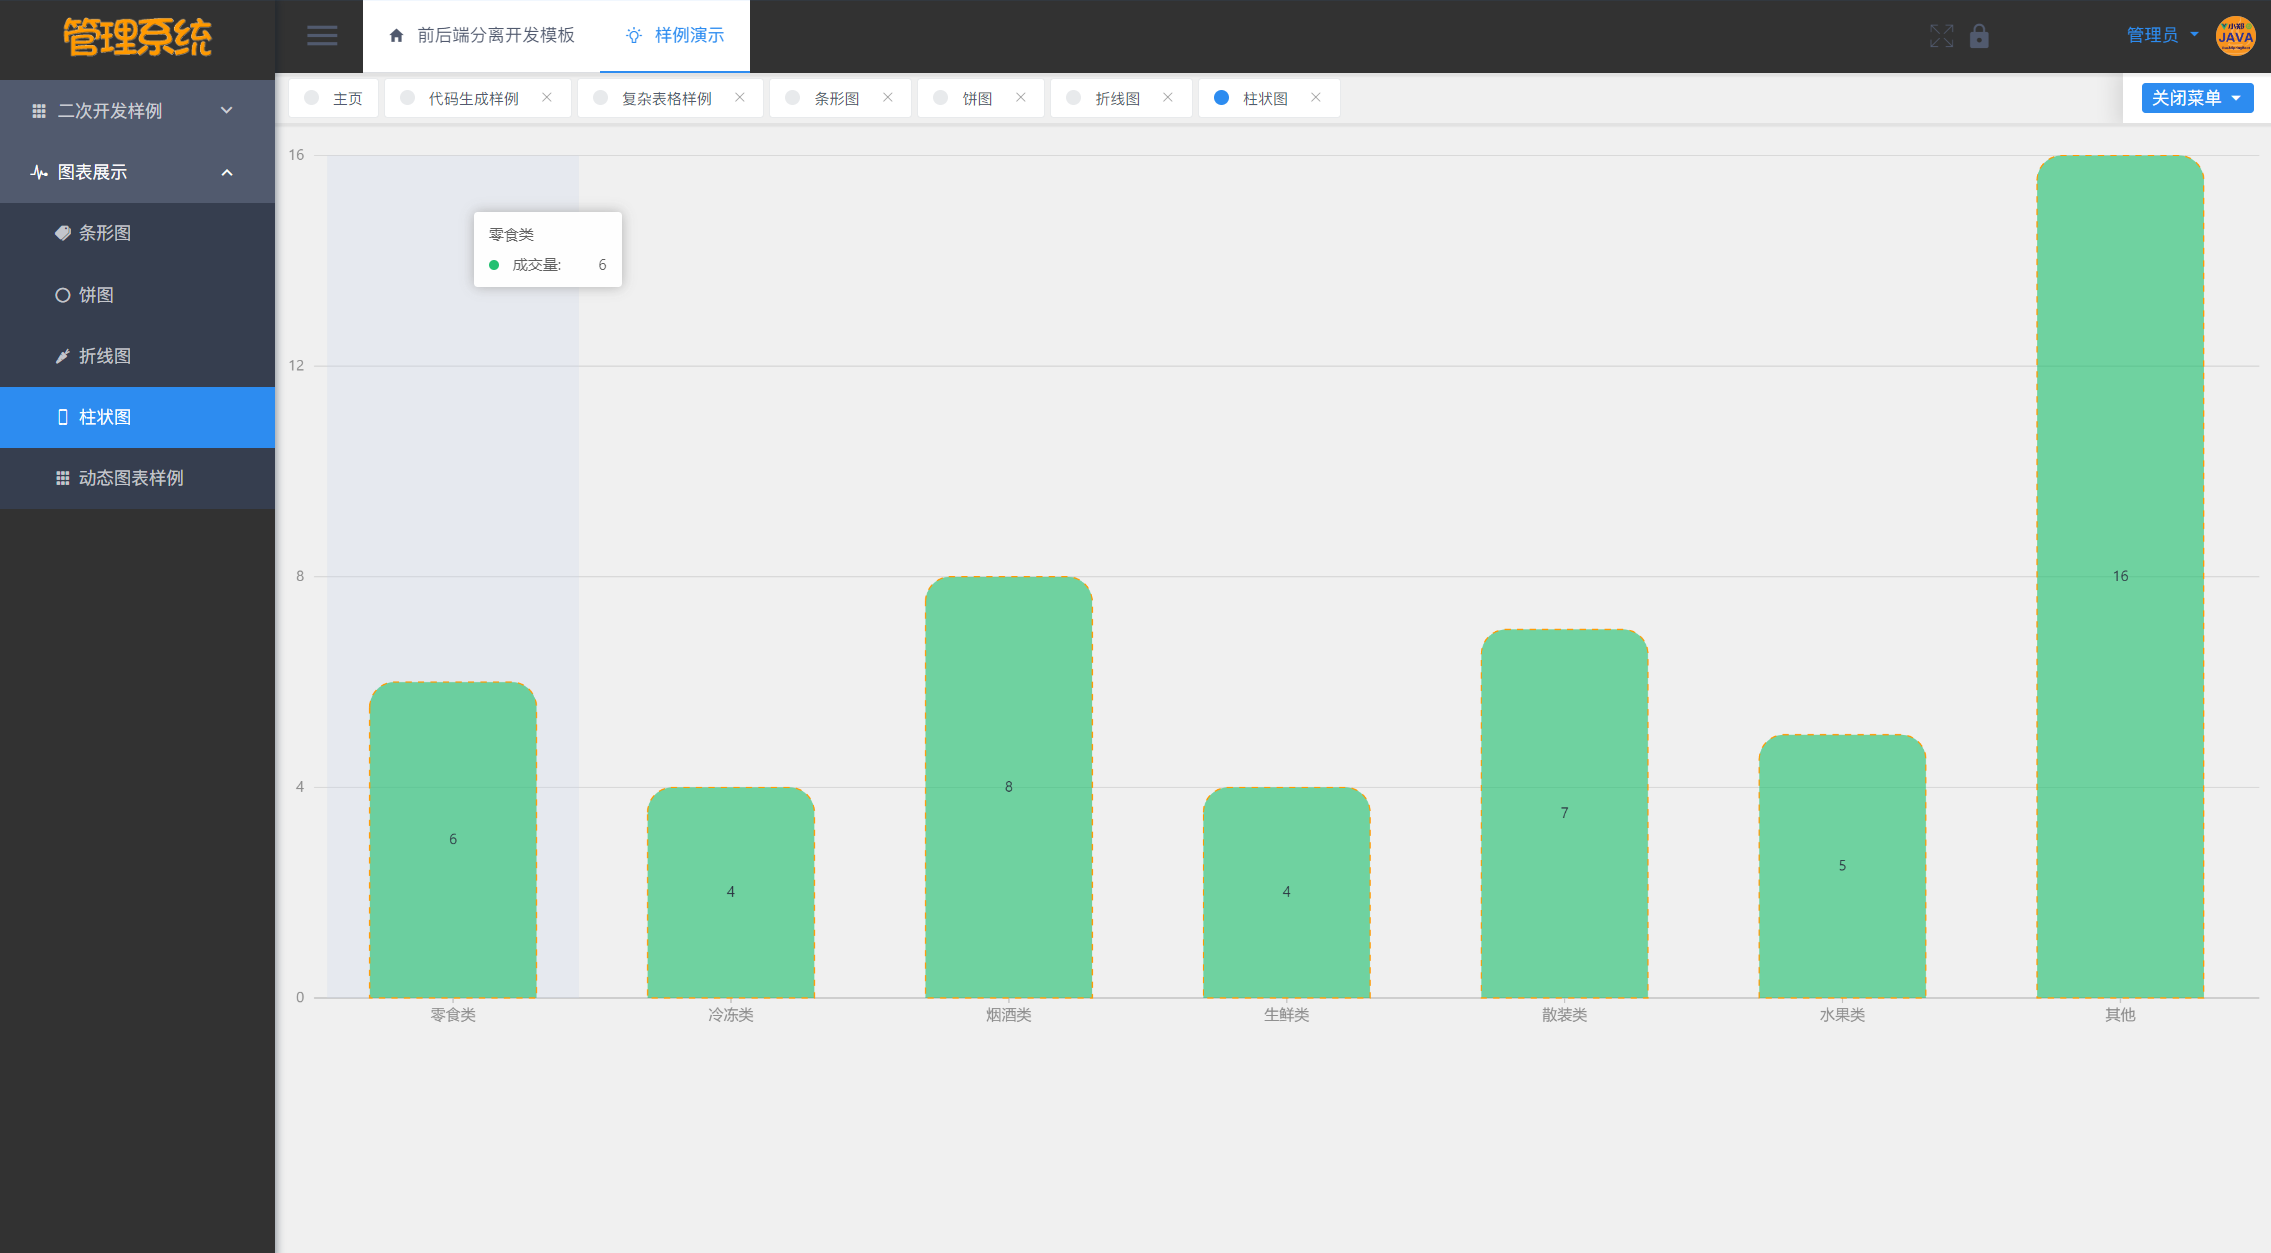 管理系统
前后端分离开发模板
样例演示
管理员
小郑
JAVA
主页
代码生成样例
复杂表格样例
条形图
饼图
折线图
柱状图
关闭菜单
二次开发样例
图表展示
条形图
饼图
折线图
柱状图
动态图表样例
零食类
成交量: 6
16
12
8
4
0
6
4
8
4
7
5
16
零食类
冷冻类
烟酒类
生鲜类
散装类
水果类
其他